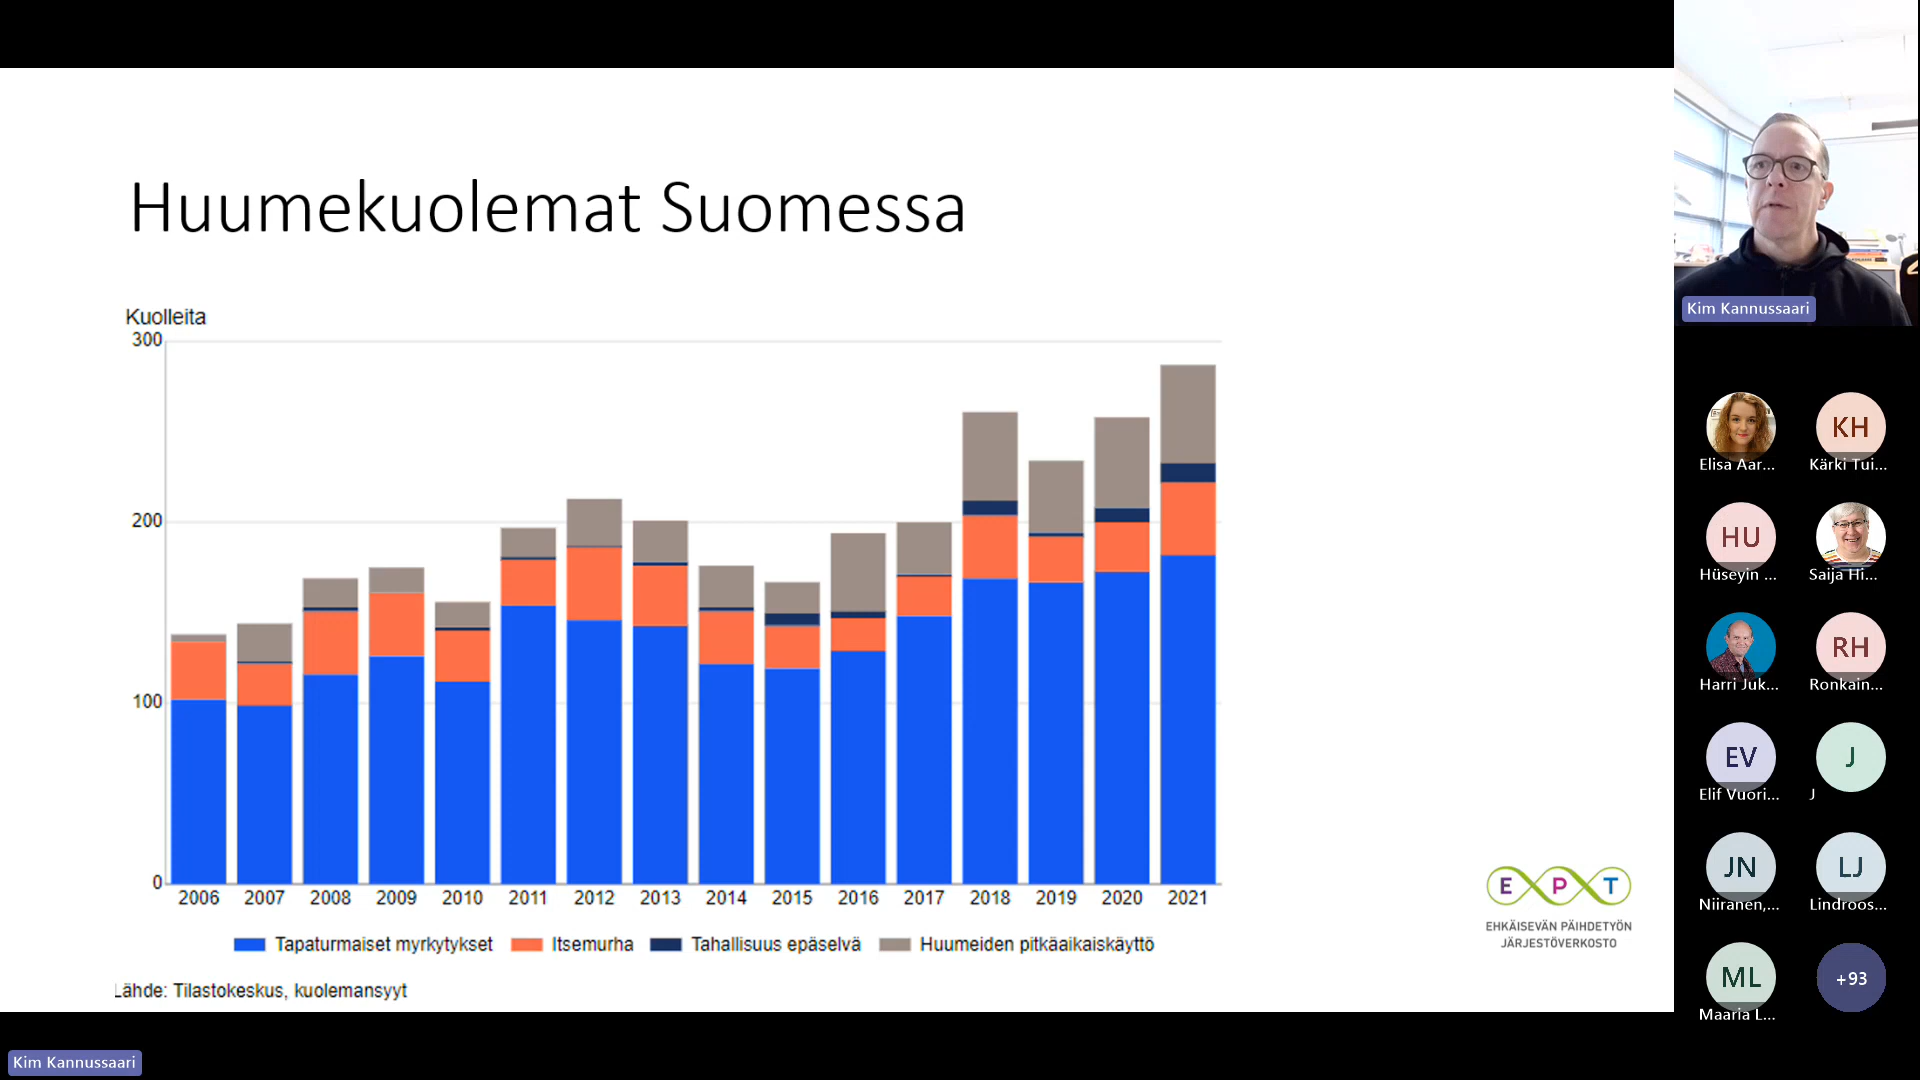 Huumekuolemat Suomessa
Kuolleita
300
200
100
0
2006 2007 2008 2009 2010 2011 2012 2013 2014 2015 2016 2017 2018 2019 2020 2021
Tapaturmaiset myrkytykset Itsemurha Tahallisuus epäselvä Huumeiden pitkäaikaiskäyttö
Lähde: Tilastokeskus, kuolemansyyt
E P T
EHKÄISEVÄN PÄIHDETYÖN
JÄRJESTÖVERKOSTO
Kim Kannussaari
Kim Kannussaari
KH
Elisa Aar... Kärki Tui...
HU
Hüseyin ... Saija Hi...
RH
Harri Juk... Ronkain...
EV J
Elif Vuori... J
JN LJ
Niiranen,... Lindroos...
ML +93
Maaria L...